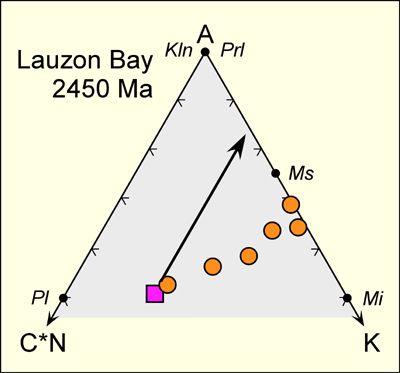 A
Kln Prl
Lauzon Bay
2450 Ma
Ms
Pl Mi
C*N K